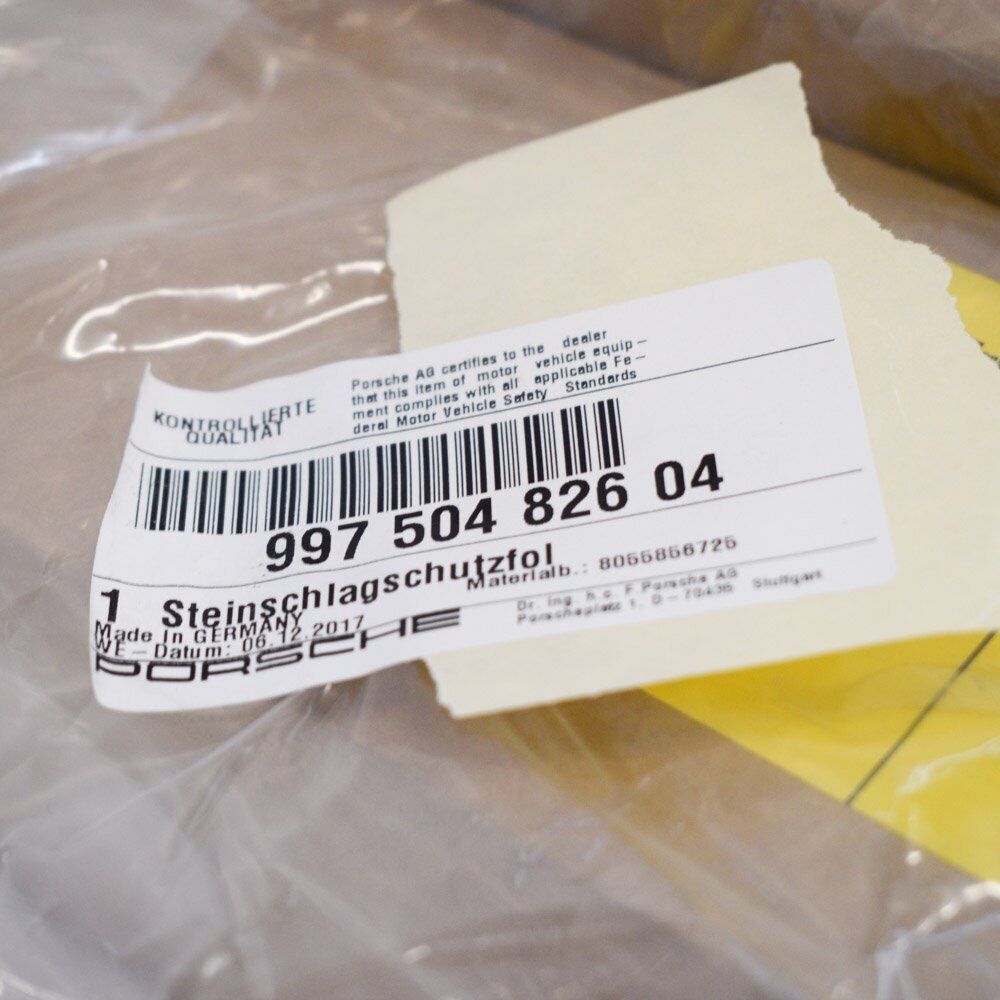 KONTROLLIERTE
QUALITÄT
Porsche AG certifies to the dealer
that this item of motor vehicle equip-
ment complies with all applicable Fe-
deral Motor Vehicle Safety Standards
997 504 826 04
1 Steinschlagschutzfol
Materialb.: 8055856725
Made In GERMANY
WE-Datum: 06.12.2017
PORSCHE
Dr. Ing. h.c. F. Porsche AG
Porscheplatz 1, D-70435 Stuttgart